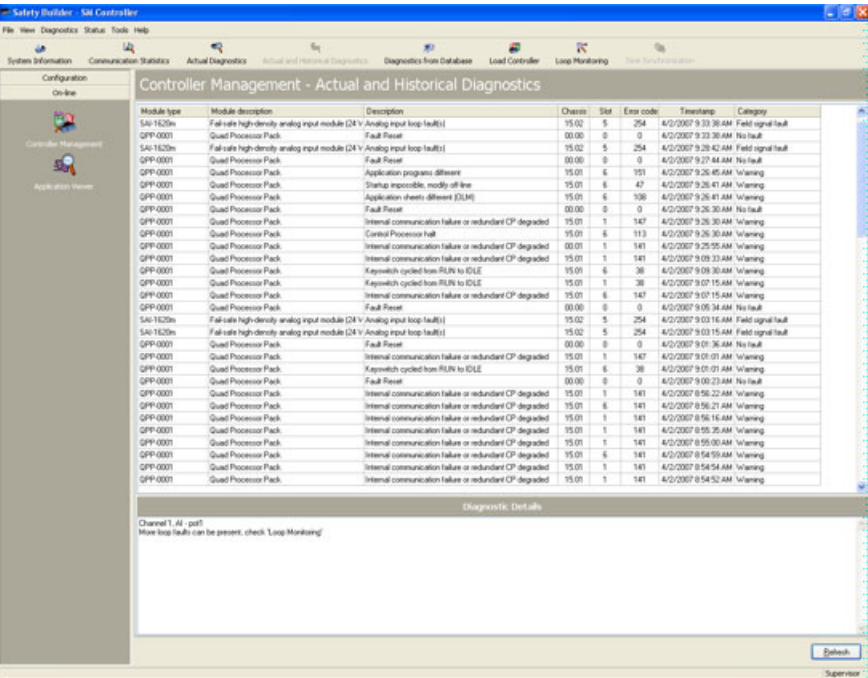 Safety Builder - SM Controller
File View Diagnostics Status Tools Help
System Information Communication Statistics Actual Diagnostics Actual and Historical Diagnostics Diagnostics from Database Load Controller Loop Monitoring Time Synchronization
Configuration
On-line
Controller Management
Application Viewer
Controller Management - Actual and Historical Diagnostics
Module type Module description Description Chassis Slot Error code Timestamp Category
SAI-1620m Fail-safe high-density analog input module (24 V Analog input loop fault(s) 15.02 5 254 4/2/2007 9:33:38 AM Field signal fault
QPP-0001 Quad Processor Pack Fault Reset 00.00 0 0 4/2/2007 9:33:38 AM No fault
SAI-1620m Fail-safe high-density analog input module (24 V Analog input loop fault(s) 15.02 5 254 4/2/2007 9:28:42 AM Field signal fault
QPP-0001 Quad Processor Pack Fault Reset 00.00 0 0 4/2/2007 9:27:44 AM No fault
QPP-0001 Quad Processor Pack Application programs different 15.01 6 151 4/2/2007 9:26:45 AM Warning
QPP-0001 Quad Processor Pack Startup impossible, modify off-line 15.01 6 47 4/2/2007 9:26:41 AM Warning
QPP-0001 Quad Processor Pack Application sheets different (OLM) 15.01 6 108 4/2/2007 9:26:41 AM Warning
QPP-0001 Quad Processor Pack Fault Reset 00.00 0 0 4/2/2007 9:26:30 AM No fault
QPP-0001 Quad Processor Pack Internal communication failure or redundant CP degraded 15.01 1 147 4/2/2007 9:26:30 AM Warning
QPP-0001 Quad Processor Pack Control Processor halt 15.01 6 113 4/2/2007 9:26:30 AM Warning
QPP-0001 Quad Processor Pack Internal communication failure or redundant CP degraded 00.01 1 141 4/2/2007 9:25:55 AM Warning
QPP-0001 Quad Processor Pack Internal communication failure or redundant CP degraded 15.01 1 141 4/2/2007 9:09:33 AM Warning
QPP-0001 Quad Processor Pack Keyswitch cycled from RUN to IDLE 15.01 6 38 4/2/2007 9:09:30 AM Warning
QPP-0001 Quad Processor Pack Keyswitch cycled from RUN to IDLE 15.01 1 38 4/2/2007 9:07:15 AM Warning
QPP-0001 Quad Processor Pack Internal communication failure or redundant CP degraded 15.01 6 147 4/2/2007 9:07:15 AM Warning
QPP-0001 Quad Processor Pack Fault Reset 00.00 0 0 4/2/2007 9:05:34 AM No fault
SAI-1620m Fail-safe high-density analog input module (24 V Analog input loop fault(s) 15.02 5 254 4/2/2007 9:03:16 AM Field signal fault
SAI-1620m Fail-safe high-density analog input module (24 V Analog input loop fault(s) 15.02 5 254 4/2/2007 9:03:15 AM Field signal fault
QPP-0001 Quad Processor Pack Fault Reset 00.00 0 0 4/2/2007 9:01:36 AM No fault
QPP-0001 Quad Processor Pack Internal communication failure or redundant CP degraded 15.01 1 147 4/2/2007 9:01:01 AM Warning
QPP-0001 Quad Processor Pack Keyswitch cycled from RUN to IDLE 15.01 6 38 4/2/2007 9:01:01 AM Warning
QPP-0001 Quad Processor Pack Fault Reset 00.00 0 0 4/2/2007 9:00:23 AM No fault
QPP-0001 Quad Processor Pack Internal communication failure or redundant CP degraded 15.01 1 141 4/2/2007 8:56:22 AM Warning
QPP-0001 Quad Processor Pack Internal communication failure or redundant CP degraded 15.01 6 141 4/2/2007 8:56:21 AM Warning
QPP-0001 Quad Processor Pack Internal communication failure or redundant CP degraded 15.01 1 141 4/2/2007 8:56:16 AM Warning
QPP-0001 Quad Processor Pack Internal communication failure or redundant CP degraded 15.01 1 141 4/2/2007 8:55:35 AM Warning
QPP-0001 Quad Processor Pack Internal communication failure or redundant CP degraded 15.01 1 141 4/2/2007 8:55:00 AM Warning
QPP-0001 Quad Processor Pack Internal communication failure or redundant CP degraded 15.01 6 141 4/2/2007 8:54:59 AM Warning
QPP-0001 Quad Processor Pack Internal communication failure or redundant CP degraded 15.01 1 141 4/2/2007 8:54:54 AM Warning
QPP-0001 Quad Processor Pack Internal communication failure or redundant CP degraded 15.01 1 141 4/2/2007 8:54:52 AM Warning
Diagnostic Details
Channel 1, AI - pot1
More loop faults can be present, check 'Loop Monitoring'
Refresh
Supervisor